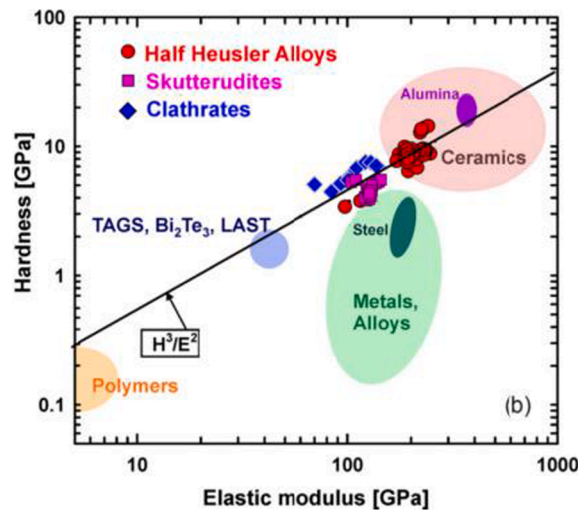 100
Half Heusler Alloys
Skutterudites
Clathrates
Alumina
Ceramics
10
TAGS, Bi₂Te₃, LAST
Steel
1
Metals,
Alloys
H³/E²
Polymers
0.1
(b)
10
100
1000
Hardness [GPa]
Elastic modulus [GPa]